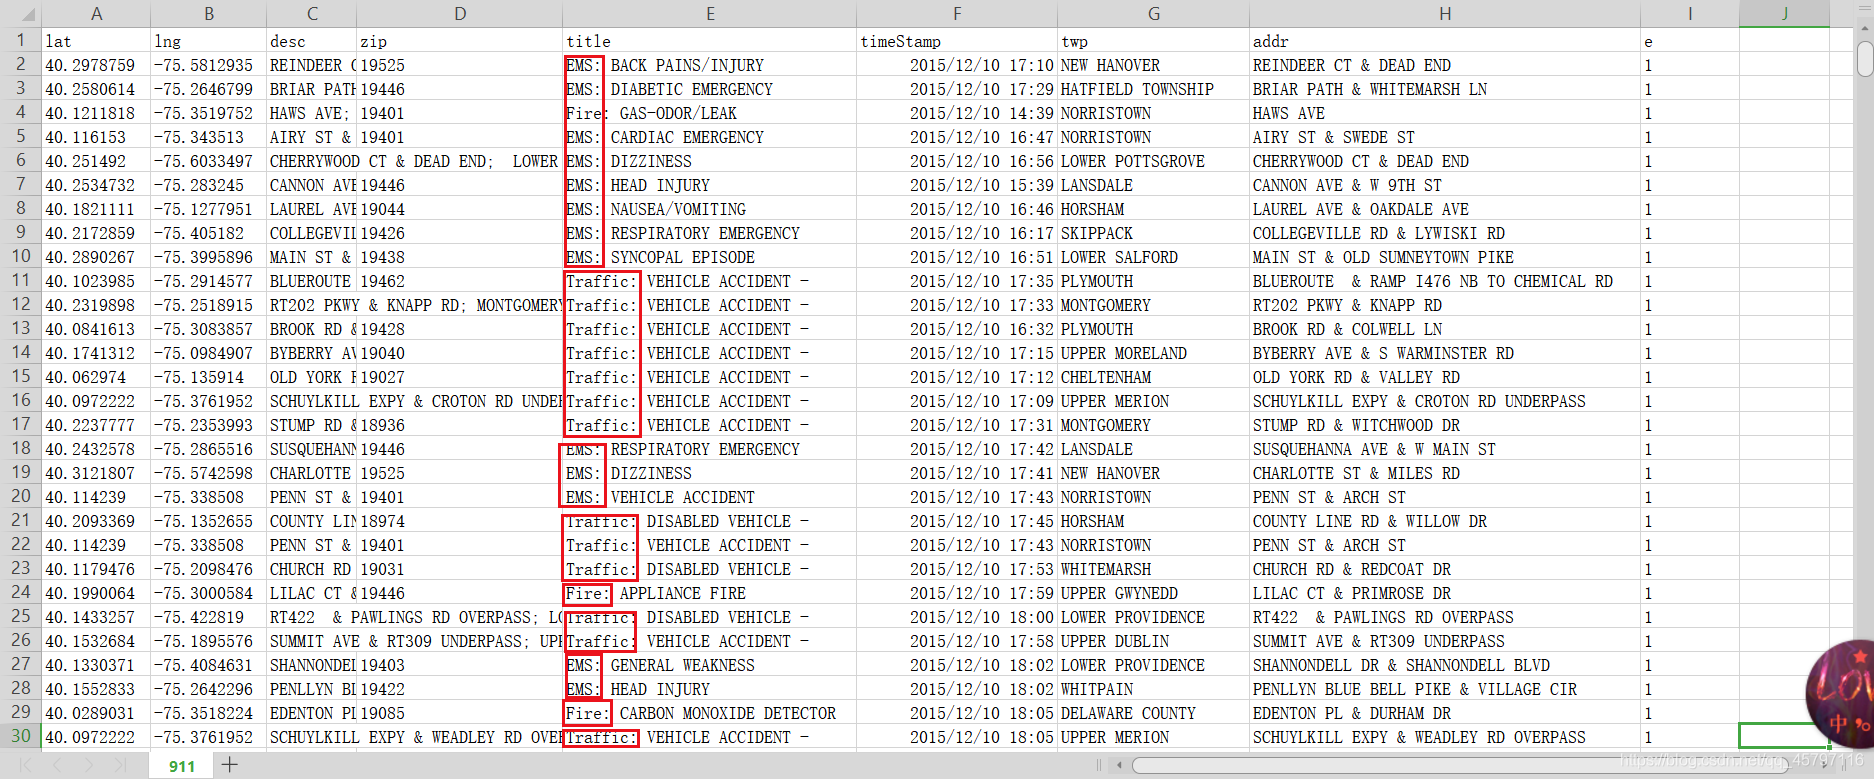 A B C D E F G H I J
1 lat lng desc zip title timeStamp twp addr e
2 40.2978759 -75.5812935 REINDEER C 19525 EMS: BACK PAINS/INJURY 2015/12/10 17:10 NEW HANOVER REINDEER CT & DEAD END 1
3 40.2580614 -75.2646799 BRIAR PATH 19446 EMS: DIABETIC EMERGENCY 2015/12/10 17:29 HATFIELD TOWNSHIP BRIAR PATH & WHITEMARSH LN 1
4 40.1211818 -75.3519752 HAWS AVE; 19401 Fire: GAS-ODOR/LEAK 2015/12/10 14:39 NORRISTOWN HAWS AVE 1
5 40.116153 -75.343513 AIRY ST & 19401 EMS: CARDIAC EMERGENCY 2015/12/10 16:47 NORRISTOWN AIRY ST & SWEDE ST 1
6 40.251492 -75.6033497 CHERRYWOOD CT & DEAD END; LOWER EMS: DIZZINESS 2015/12/10 16:56 LOWER POTTSGROVE CHERRYWOOD CT & DEAD END 1
7 40.2534732 -75.283245 CANNON AVE 19446 EMS: HEAD INJURY 2015/12/10 15:39 LANSDALE CANNON AVE & W 9TH ST 1
8 40.1821111 -75.1277951 LAUREL AVE 19044 EMS: NAUSEA/VOMITING 2015/12/10 16:46 HORSHAM LAUREL AVE & OAKDALE AVE 1
9 40.2172859 -75.405182 COLLEGEVIL 19426 EMS: RESPIRATORY EMERGENCY 2015/12/10 16:17 SKIPPACK COLLEGEVILLE RD & LYWISKI RD 1
10 40.2890267 -75.3995896 MAIN ST & 19438 EMS: SYNCOPAL EPISODE 2015/12/10 16:51 LOWER SALFORD MAIN ST & OLD SUMNEYTOWN PIKE 1
11 40.1023985 -75.2914577 BLUEROUTE 19462 Traffic: VEHICLE ACCIDENT - 2015/12/10 17:35 PLYMOUTH BLUEROUTE & RAMP I476 NB TO CHEMICAL RD 1
12 40.2319898 -75.2518915 RT202 PKWY & KNAPP RD; MONTGOMERY Traffic: VEHICLE ACCIDENT - 2015/12/10 17:33 MONTGOMERY RT202 PKWY & KNAPP RD 1
13 40.0841613 -75.3083857 BROOK RD & 19428 Traffic: VEHICLE ACCIDENT - 2015/12/10 16:32 PLYMOUTH BROOK RD & COLWELL LN 1
14 40.1741312 -75.0984907 BYBERRY AV 19040 Traffic: VEHICLE ACCIDENT - 2015/12/10 17:15 UPPER MORELAND BYBERRY AVE & S WARMINSTER RD 1
15 40.062974 -75.135914 OLD YORK R 19027 Traffic: VEHICLE ACCIDENT - 2015/12/10 17:12 CHELTENHAM OLD YORK RD & VALLEY RD 1
16 40.0972222 -75.3761952 SCHUYLKILL EXPY & CROTON RD UNDE Traffic: VEHICLE ACCIDENT - 2015/12/10 17:09 UPPER MERION SCHUYLKILL EXPY & CROTON RD UNDERPASS 1
17 40.2237777 -75.2353993 STUMP RD & 18936 Traffic: VEHICLE ACCIDENT - 2015/12/10 17:31 MONTGOMERY STUMP RD & WITCHWOOD DR 1
18 40.2432578 -75.2865516 SUSQUEHANN 19446 EMS: RESPIRATORY EMERGENCY 2015/12/10 17:42 LANSDALE SUSQUEHANNA AVE & W MAIN ST 1
19 40.3121807 -75.5742598 CHARLOTTE 19525 EMS: DIZZINESS 2015/12/10 17:41 NEW HANOVER CHARLOTTE ST & MILES RD 1
20 40.114239 -75.338508 PENN ST & 19401 EMS: VEHICLE ACCIDENT 2015/12/10 17:43 NORRISTOWN PENN ST & ARCH ST 1
21 40.2093369 -75.1352655 COUNTY LIN 18974 Traffic: DISABLED VEHICLE - 2015/12/10 17:45 HORSHAM COUNTY LINE RD & WILLOW DR 1
22 40.114239 -75.338508 PENN ST & 19401 Traffic: VEHICLE ACCIDENT - 2015/12/10 17:43 NORRISTOWN PENN ST & ARCH ST 1
23 40.1179476 -75.2098476 CHURCH RD 19031 Traffic: DISABLED VEHICLE - 2015/12/10 17:53 WHITEMARSH CHURCH RD & REDCOAT DR 1
24 40.1990064 -75.3000584 LILAC CT & 19446 Fire: APPLIANCE FIRE 2015/12/10 17:59 UPPER GWYNEDD LILAC CT & PRIMROSE DR 1
25 40.1433257 -75.422819 RT422 & PAWLINGS RD OVERPASS; LO Traffic: DISABLED VEHICLE - 2015/12/10 18:00 LOWER PROVIDENCE RT422 & PAWLINGS RD OVERPASS 1
26 40.1532684 -75.1895576 SUMMIT AVE & RT309 UNDERPASS; UPP Traffic: VEHICLE ACCIDENT - 2015/12/10 17:58 UPPER DUBLIN SUMMIT AVE & RT309 UNDERPASS 1
27 40.1330371 -75.4084631 SHANNONDEL 19403 EMS: GENERAL WEAKNESS 2015/12/10 18:02 LOWER PROVIDENCE SHANNONDELL DR & SHANNONDELL BLVD 1
28 40.1552833 -75.2642296 PENLLYN BL 19422 EMS: HEAD INJURY 2015/12/10 18:02 WHITPAIN PENLLYN BLUE BELL PIKE & VILLAGE CIR 1
29 40.0289031 -75.3518224 EDENTON PL 19085 Fire: CARBON MONOXIDE DETECTOR 2015/12/10 18:05 DELAWARE COUNTY EDENTON PL & DURHAM DR 1
30 40.0972222 -75.3761952 SCHUYLKILL EXPY & WEADLEY RD OVE Traffic: VEHICLE ACCIDENT - 2015/12/10 18:05 UPPER MERION SCHUYLKILL EXPY & WEADLEY RD OVERPASS 1
LOV
中
911
https://blog.csdn.net/qq_45797116